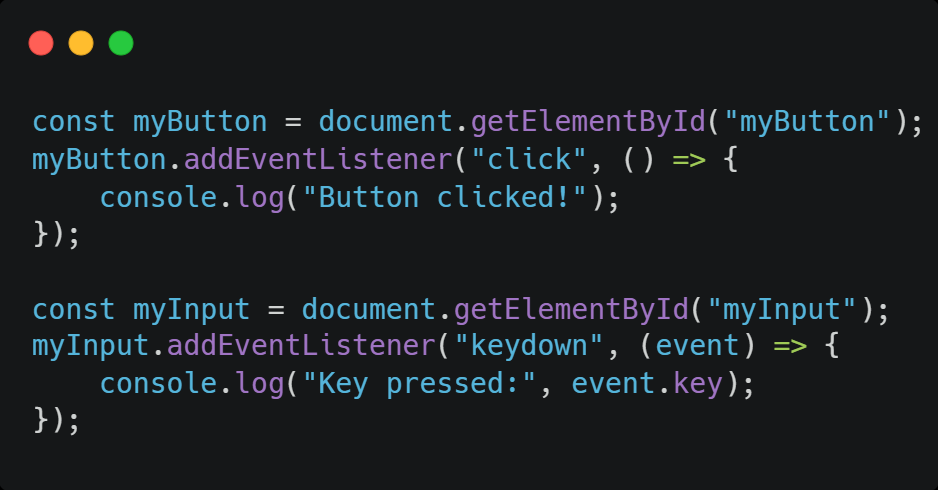 const myButton = document.getElementById("myButton");
myButton.addEventListener("click", () => {
    console.log("Button clicked!");
});

const myInput = document.getElementById("myInput");
myInput.addEventListener("keydown", (event) => {
    console.log("Key pressed:", event.key);
});